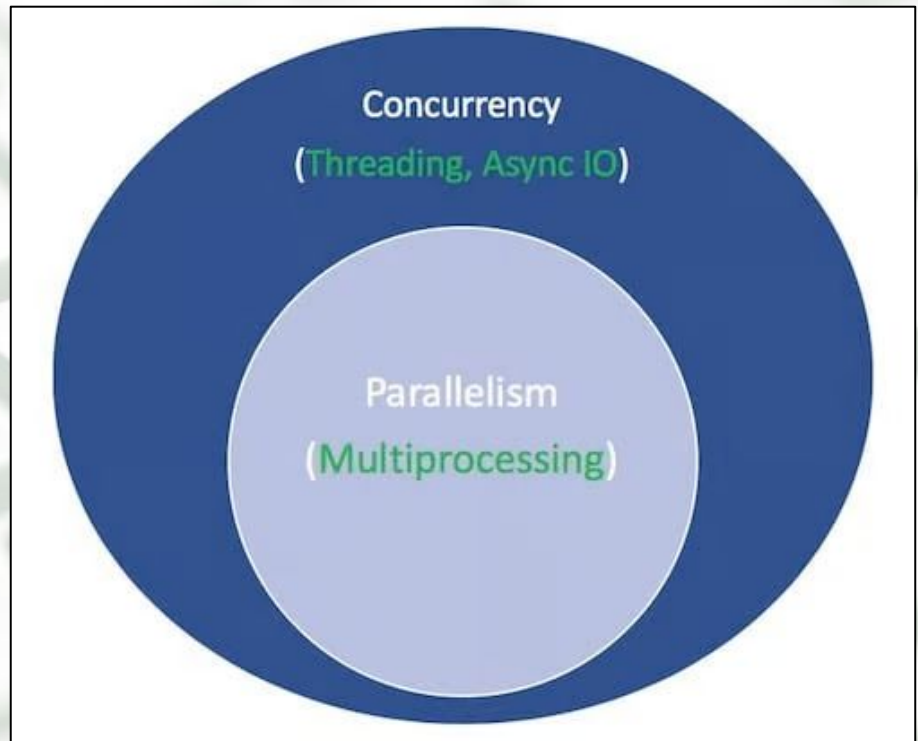 Concurrency
(Threading, Async IO)
Parallelism
(Multiprocessing)